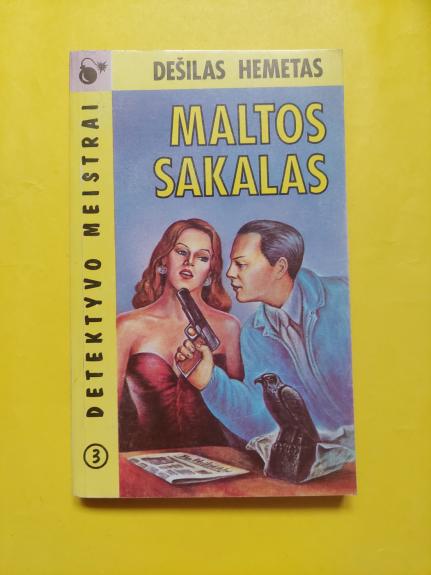 DEŠILAS HEMETAS
MALTOS
SAKALAS
DETEKTYVO MEISTRAI
3